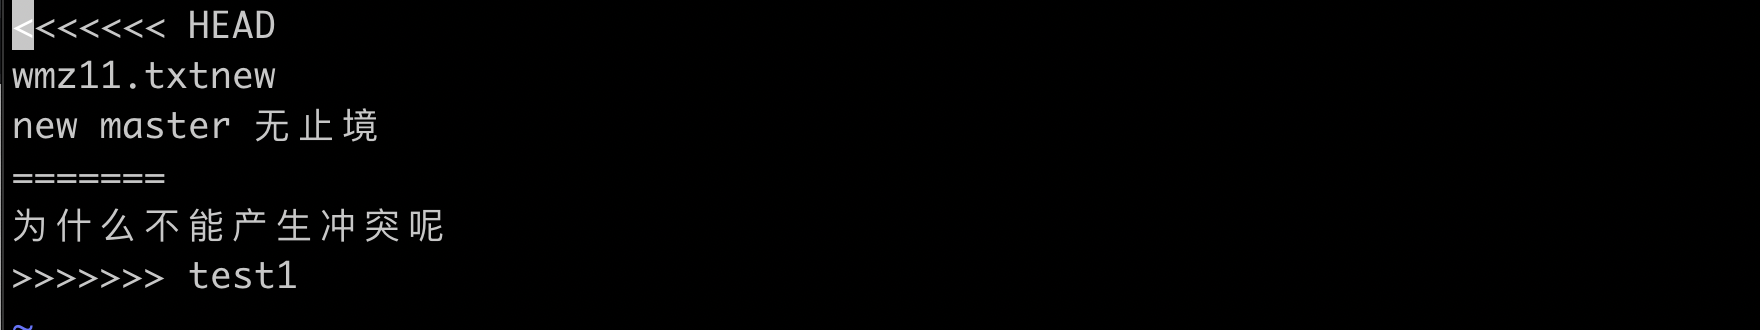 <<<<<<< HEAD
wmz11.txtnew
new master 无止境
=======
为什么不能产生冲突呢
>>>>>>> test1
~